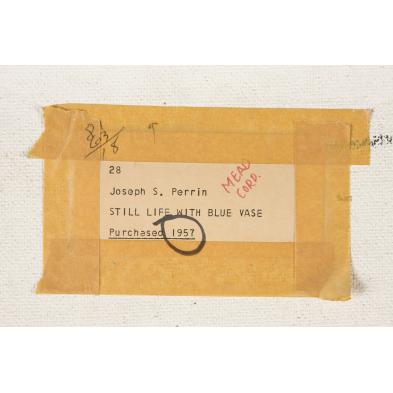 28
Joseph S. Perrin
MEAD
CORP.
STILL LIFE WITH BLUE VASE
Purchased 1957